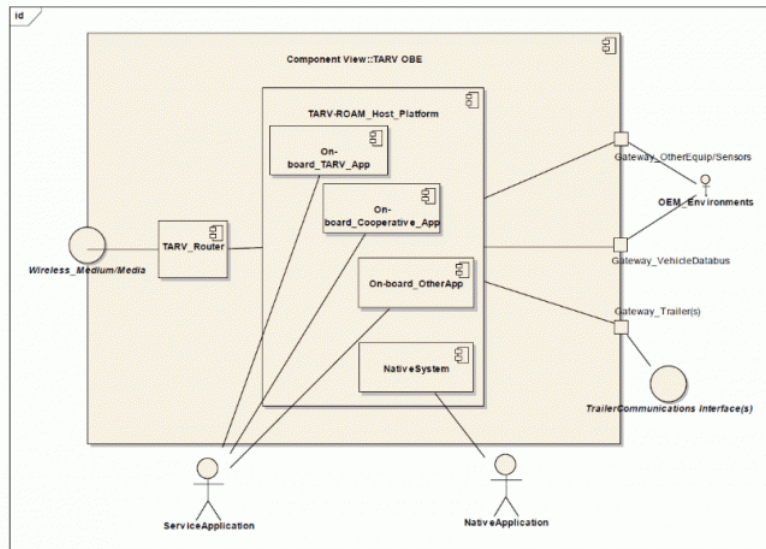 id
Component View::TARV OBE
TARV-ROAM_Host_Platform
On-
board_TARV_App
On-
board_Cooperative_App
On-board_OtherApp
NativeSystem
TARV_Router
Wireless_Medium/Media
Gateway_OtherEquip/Sensors
OEM_Environments
Gateway_VehicleDatabus
Gateway_Trailer(s)
TrailerCommunications Interface(s)
ServiceApplication
NativeApplication